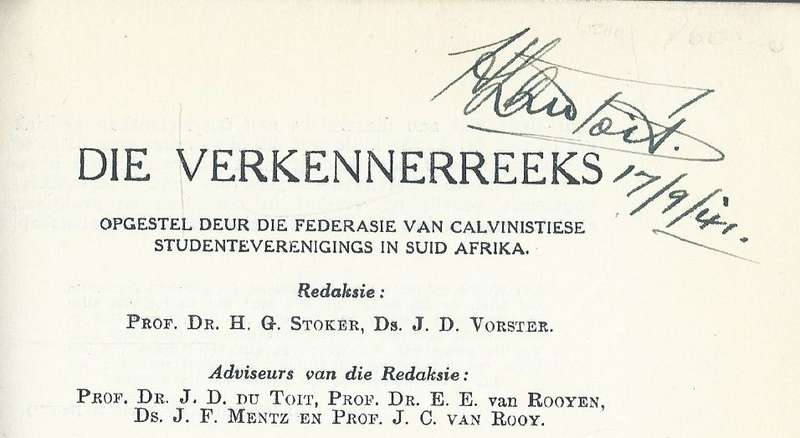 du Toit.
17/9/41.
DIE VERKENNERREEKS
OPGESTEL DEUR DIE FEDERASIE VAN CALVINISTIESE
STUDENTEVERENIGINGS IN SUID AFRIKA.
Redaksie:
PROF. DR. H. G. STOKER, DS. J. D. VORSTER.
Adviseurs van die Redaksie:
PROF. DR. J. D. DU TOIT, PROF. DR. E. E. VAN ROOYEN,
DS. J. F. MENTZ EN PROF. J. C. VAN ROOY.